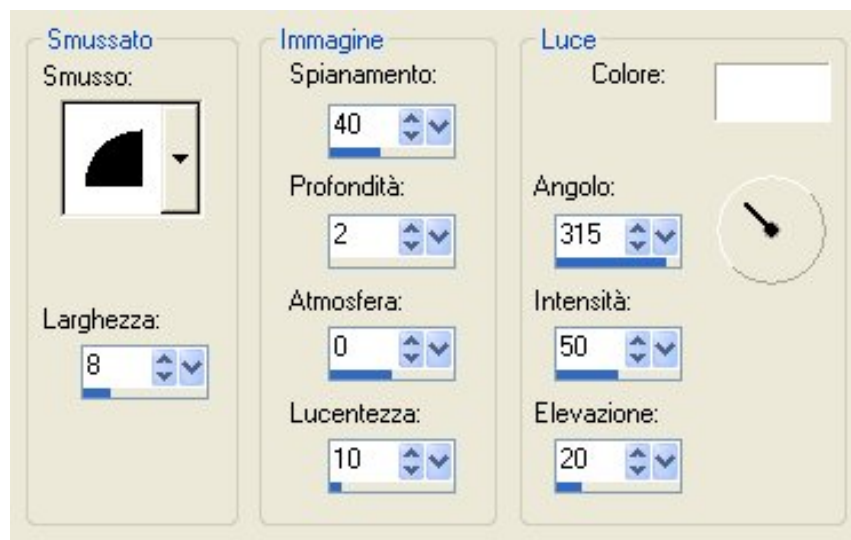 Smussato
Smusso:
Larghezza:
8
Immagine
Spianamento:
40
Profondità:
2
Atmosfera:
0
Lucentezza:
10
Luce
Colore:
Angolo:
315
Intensità:
50
Elevazione:
20